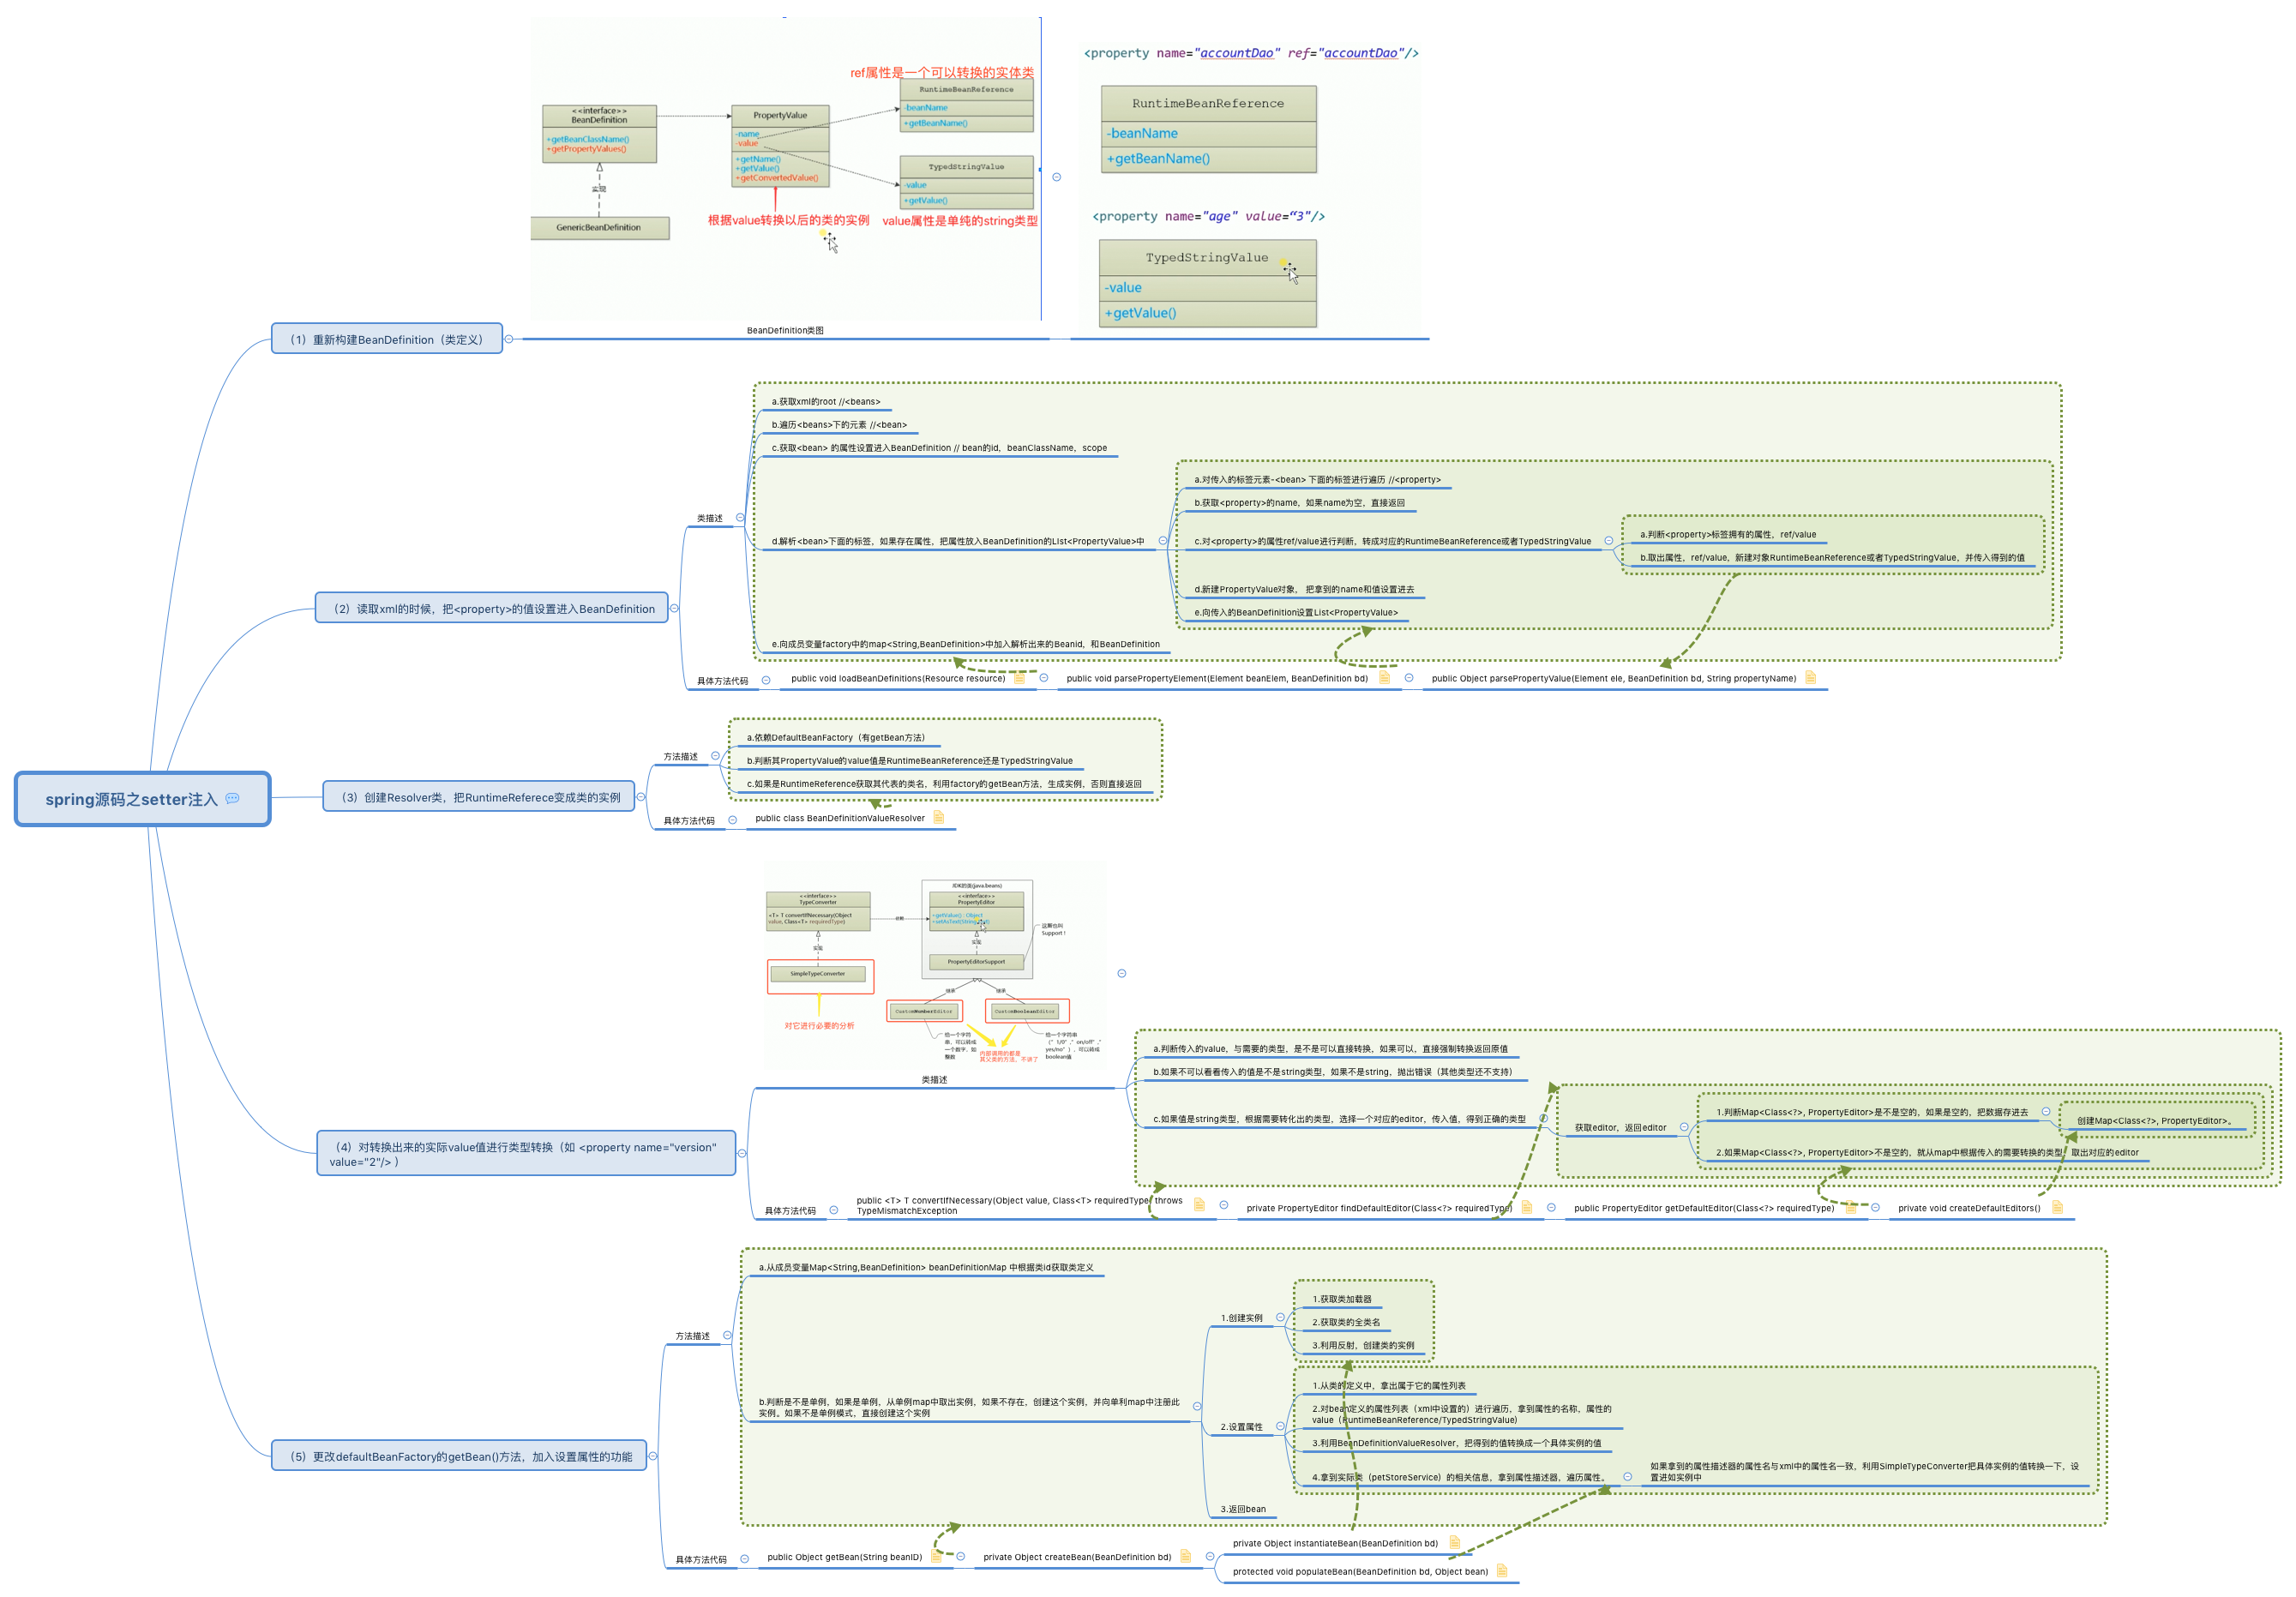 spring源码之setter注入
（1）重新构建BeanDefinition（类定义）
ref属性是一个可以转换的实体类
<<interface>>
BeanDefinition
+getBeanClassName()
+getPropertyValues()
实现
GenericBeanDefinition
PropertyValue
-name
-value
+getName()
+getValue()
+getConvertedValue()
根据value转换以后的类的实例
RuntimeBeanReference
-beanName
+getBeanName()
TypedStringValue
-value
+getValue()
value属性是单纯的string类型
BeanDefinition类图
<property name="accountDao" ref="accountDao"/>
RuntimeBeanReference
-beanName
+getBeanName()
<property name="age" value=“3"/>
TypedStringValue
-value
+getValue()
（2）读取xml的时候，把<property>的值设置进入BeanDefinition
类描述
a.获取xml的root //<beans>
b.遍历<beans>下的元素 //<bean>
c.获取<bean> 的属性设置进入BeanDefinition // bean的id，beanClassName，scope
d.解析<bean>下面的标签，如果存在属性，把属性放入BeanDefinition的LIst<PropertyValue>中
a.对传入的标签元素-<bean> 下面的标签进行遍历 //<property>
b.获取<property>的name，如果name为空，直接返回
c.对<property>的属性ref/value进行判断，转成对应的RuntimeBeanReference或者TypedStringValue
a.判断<property>标签拥有的属性，ref/value
b.取出属性，ref/value，新建对象RuntimeBeanReference或者TypedStringValue，并传入得到的值
d.新建PropertyValue对象， 把拿到的name和值设置进去
e.向传入的BeanDefinition设置List<PropertyValue>
e.向成员变量factory中的map<String,BeanDefinition>中加入解析出来的Beanid，和BeanDefinition
具体方法代码
public void loadBeanDefinitions(Resource resource)
public void parsePropertyElement(Element beanElem, BeanDefinition bd)
public Object parsePropertyValue(Element ele, BeanDefinition bd, String propertyName)
（3）创建Resolver类，把RuntimeReferece变成类的实例
方法描述
a.依赖DefaultBeanFactory（有getBean方法）
b.判断其PropertyValue的value值是RuntimeBeanReference还是TypedStringValue
c.如果是RuntimeReference获取其代表的类名，利用factory的getBean方法，生成实例，否则直接返回
具体方法代码
public class BeanDefinitionValueResolver
（4）对转换出来的实际value值进行类型转换（如 <property name="version"
value="2"/> ）
<<interface>>
TypeConverter
<T> T convertIfNecessary(Object
value, Class<T> requiredType)
实现
SimpleTypeConverter
对它进行必要的分析
依赖
JDK的类(java.beans)
<<interface>>
PropertyEditor
+getValue() : Object
实现
PropertyEditorSupport
这厮也叫
Support !
继承
继承
CustomNumberEditor
CustomBooleanEditor
给一个字符
串，可以转成
一个数字，如
整数
内部调用的都是
其父类的方法，不讲了
给一个字符串
（" 1/0" ," on/off" ,"
yes/no" ）, 可以转成
boolean值
类描述
a.判断传入的value，与需要的类型，是不是可以直接转换，如果可以，直接强制转换返回原值
b.如果不可以看看传入的值是不是string类型，如果不是string，抛出错误（其他类型还不支持）
c.如果值是string类型，根据需要转化出的类型，选择一个对应的editor，传入值，得到正确的类型
获取editor，返回editor
1.判断Map<Class<?>, PropertyEditor>是不是空的，如果是空的，把数据存进去
创建Map<Class<?>, PropertyEditor>。
2.如果Map<Class<?>, PropertyEditor>不是空的，就从map中根据传入的需要转换的类型，取出对应的editor
具体方法代码
public <T> T convertIfNecessary(Object value, Class<T> requiredType) throws
TypeMismatchException
private PropertyEditor findDefaultEditor(Class<?> requiredType)
public PropertyEditor getDefaultEditor(Class<?> requiredType)
private void createDefaultEditors()
（5）更改defaultBeanFactory的getBean()方法，加入设置属性的功能
方法描述
a.从成员变量Map<String,BeanDefinition> beanDefinitionMap 中根据类id获取类定义
b.判断是不是单例，如果是单例，从单例map中取出实例，如果不存在，创建这个实例，并向单利map中注册此
实例。如果不是单例模式，直接创建这个实例
1.创建实例
1.获取类加载器
2.获取类的全类名
3.利用反射，创建类的实例
2.设置属性
1.从类的定义中，拿出属于它的属性列表
2.对bean定义的属性列表（xml中设置的）进行遍历，拿到属性的名称，属性的
value（RuntimeBeanReference/TypedStringValue）
3.利用BeanDefinitionValueResolver，把得到的值转换成一个具体实例的值
4.拿到实际类（petStoreService）的相关信息，拿到属性描述器，遍历属性。
如果拿到的属性描述器的属性名与xml中的属性名一致，利用SimpleTypeConverter把具体实例的值转换一下，设
置进如实例中
3.返回bean
具体方法代码
public Object getBean(String beanID)
private Object createBean(BeanDefinition bd)
private Object instantiateBean(BeanDefinition bd)
protected void populateBean(BeanDefinition bd, Object bean)